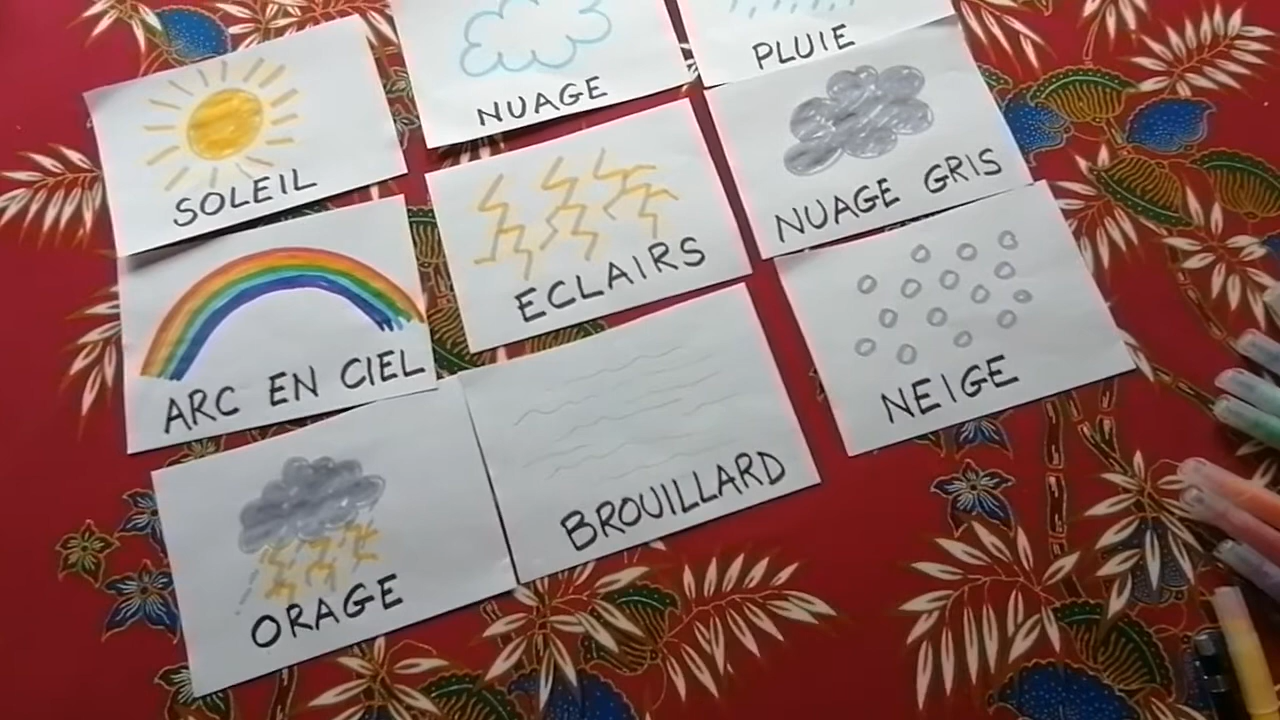 SOLEIL
NUAGE
PLUIE
ARC EN CIEL
ECLAIRS
NUAGE GRIS
ORAGE
BROUILLARD
NEIGE